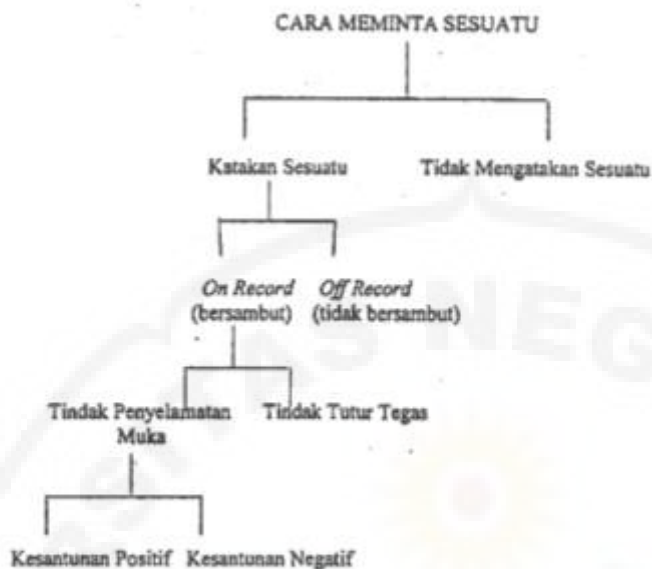 CARA MEMINTA SESUATU
Katakan Sesuatu Tidak Mengatakan Sesuatu
On Record Off Record
(bersambut) (tidak bersambut)
Tindak Penyelamatan Tindak Tutur Tegas
Muka
Kesantunan Positif Kesantunan Negatif